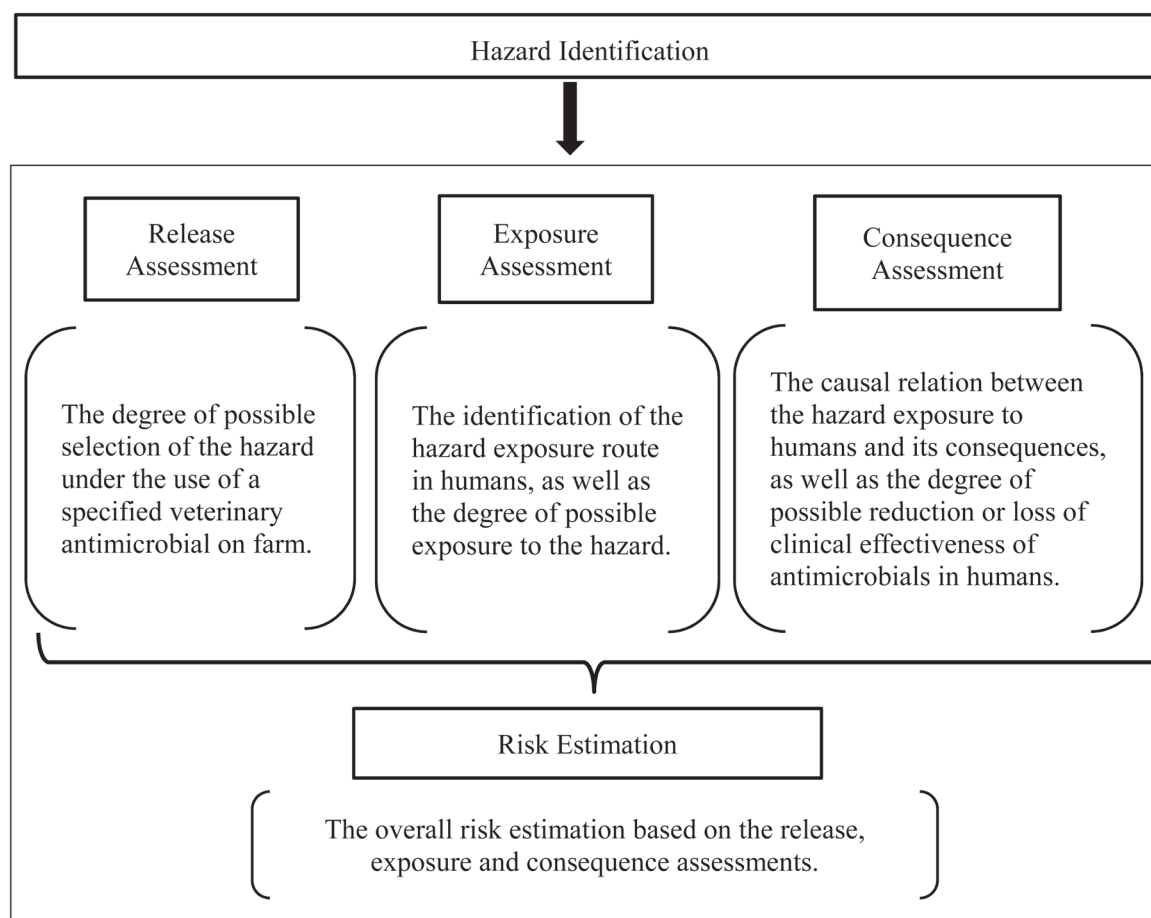 Hazard Identification
Release
Assessment
Exposure
Assessment
Consequence
Assessment
The degree of possible
selection of the hazard
under the use of a
specified veterinary
antimicrobial on farm.
The identification of the
hazard exposure route
in humans, as well as
the degree of possible
exposure to the hazard.
The causal relation between
the hazard exposure to
humans and its consequences,
as well as the degree of
possible reduction or loss of
clinical effectiveness of
antimicrobials in humans.
Risk Estimation
The overall risk estimation based on the release,
exposure and consequence assessments.